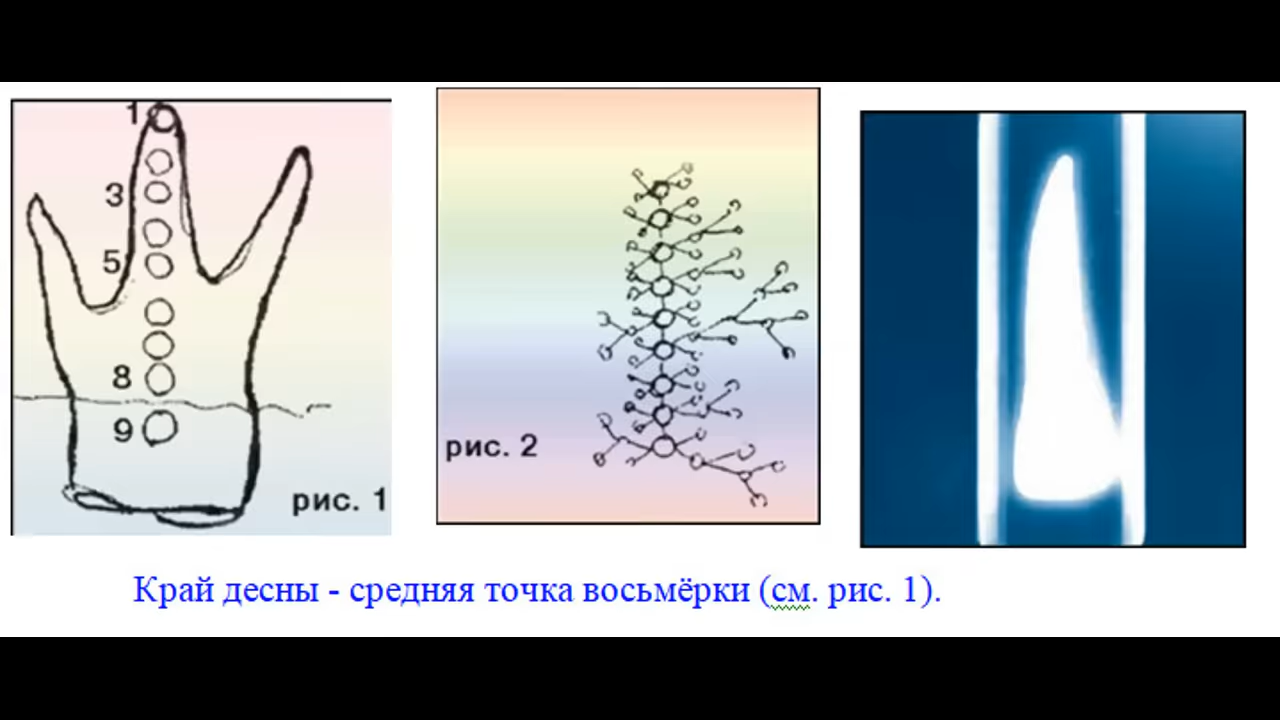 1
3
5
8
9
рис. 1
рис. 2
Край десны - средняя точка восьмёрки (см. рис. 1).